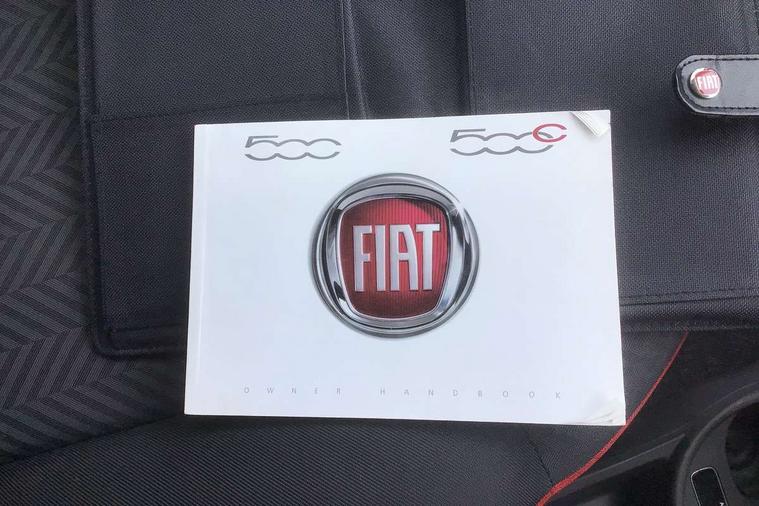 500 500C
FIAT
OWNER HANDBOOK
FIAT